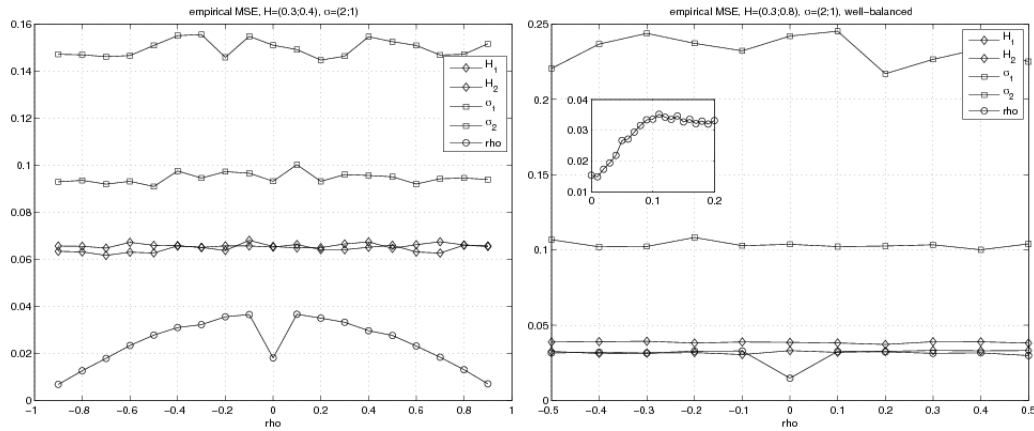 empirical MSE, H=(0.3;0.4), σ=(2;1)
0.16
0.14
0.12
0.1
0.08
0.06
0.04
0.02
0
−1 −0.8 −0.6 −0.4 −0.2 0 0.2 0.4 0.6 0.8 1
rho
H₁
H₂
σ₁
σ₂
rho
empirical MSE, H=(0.3;0.8), σ=(2;1), well−balanced
0.25
0.2
0.15
0.1
0.05
0
−0.5 −0.4 −0.3 −0.2 −0.1 0 0.1 0.2 0.3 0.4 0.5
rho
H₁
H₂
σ₁
σ₂
rho
0.04
0.03
0.02
0.01
0 0.1 0.2